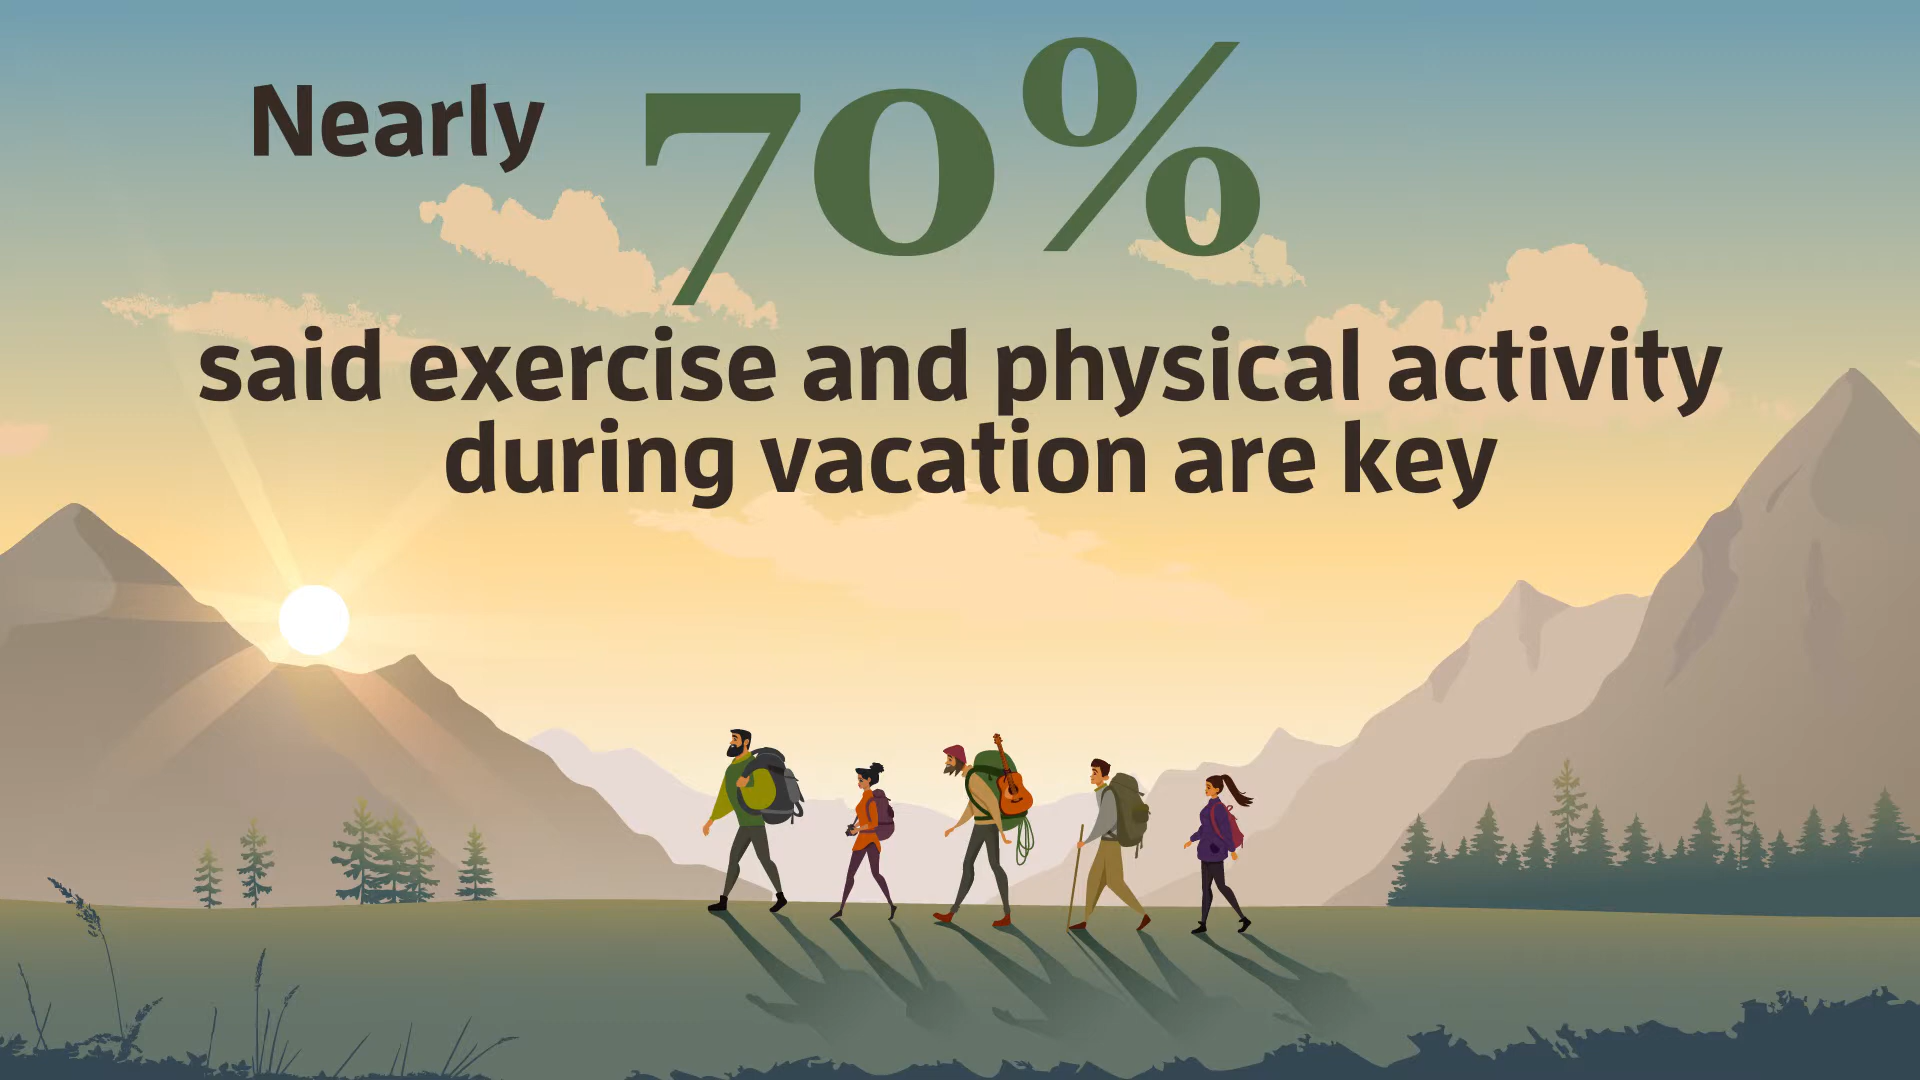 Nearly 70%
said exercise and physical activity
during vacation are key